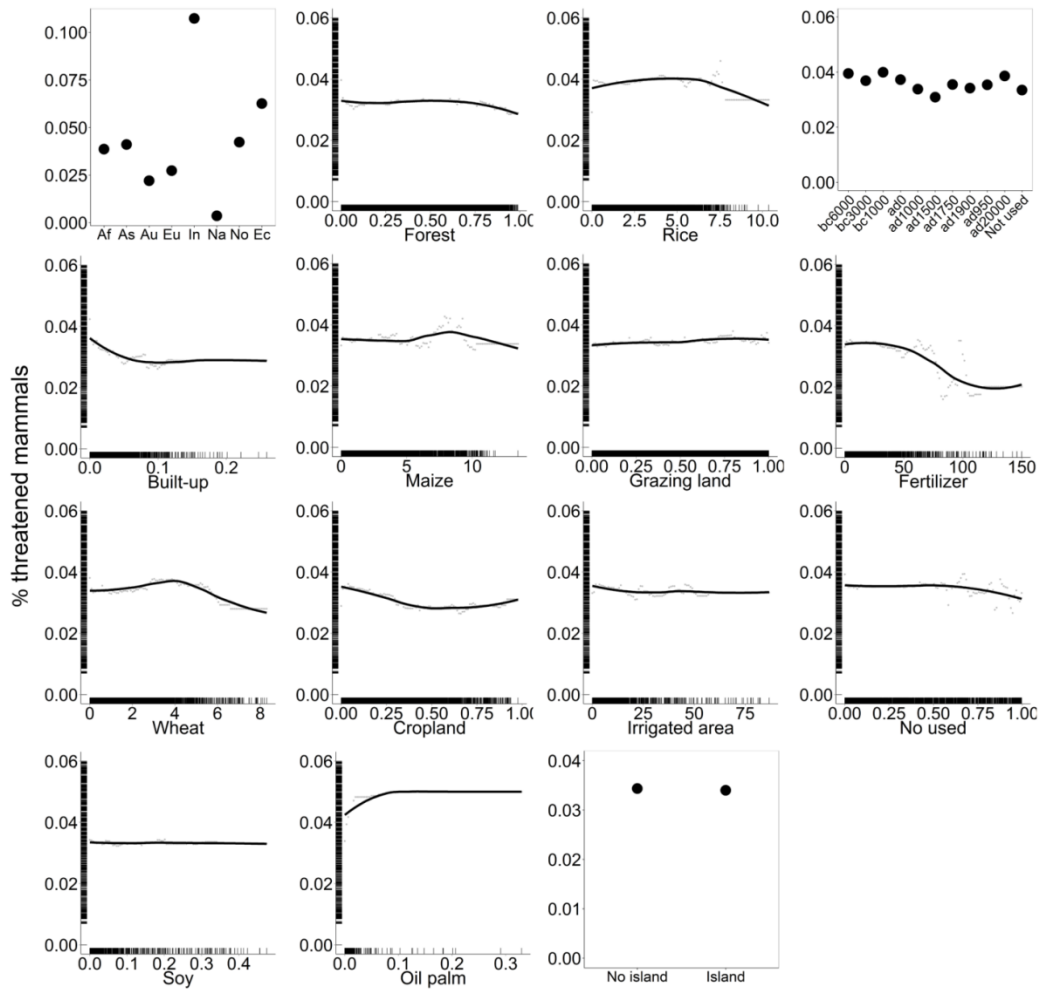 % threatened mammals
0.100
0.075
0.050
0.025
0.000
Af As Au Eu In Na No Ec
0.06
0.04
0.02
0.00
0.00 0.25 0.50 0.75 1.00
Forest
0.06
0.04
0.02
0.00
0.0 2.5 5.0 7.5 10.0
Rice
0.06
0.04
0.02
0.00
bc6000
bc3000
bc1000
ad0
ad1000
ad1500
ad1750
ad1900
ad950
ad20000
Not used
0.06
0.04
0.02
0.00
0.0 0.1 0.2
Built-up
0.06
0.04
0.02
0.00
0 5 10
Maize
0.06
0.04
0.02
0.00
0.00 0.25 0.50 0.75 1.00
Grazing land
0.06
0.04
0.02
0.00
0 50 100 150
Fertilizer
0.06
0.04
0.02
0.00
0 2 4 6 8
Wheat
0.06
0.04
0.02
0.00
0.00 0.25 0.50 0.75 1.00
Cropland
0.06
0.04
0.02
0.00
0 25 50 75
Irrigated area
0.06
0.04
0.02
0.00
0.00 0.25 0.50 0.75 1.00
No used
0.06
0.04
0.02
0.00
0.0 0.1 0.2 0.3 0.4
Soy
0.06
0.04
0.02
0.00
0.0 0.1 0.2 0.3
Oil palm
0.04
0.03
0.02
0.01
0.00
No island Island